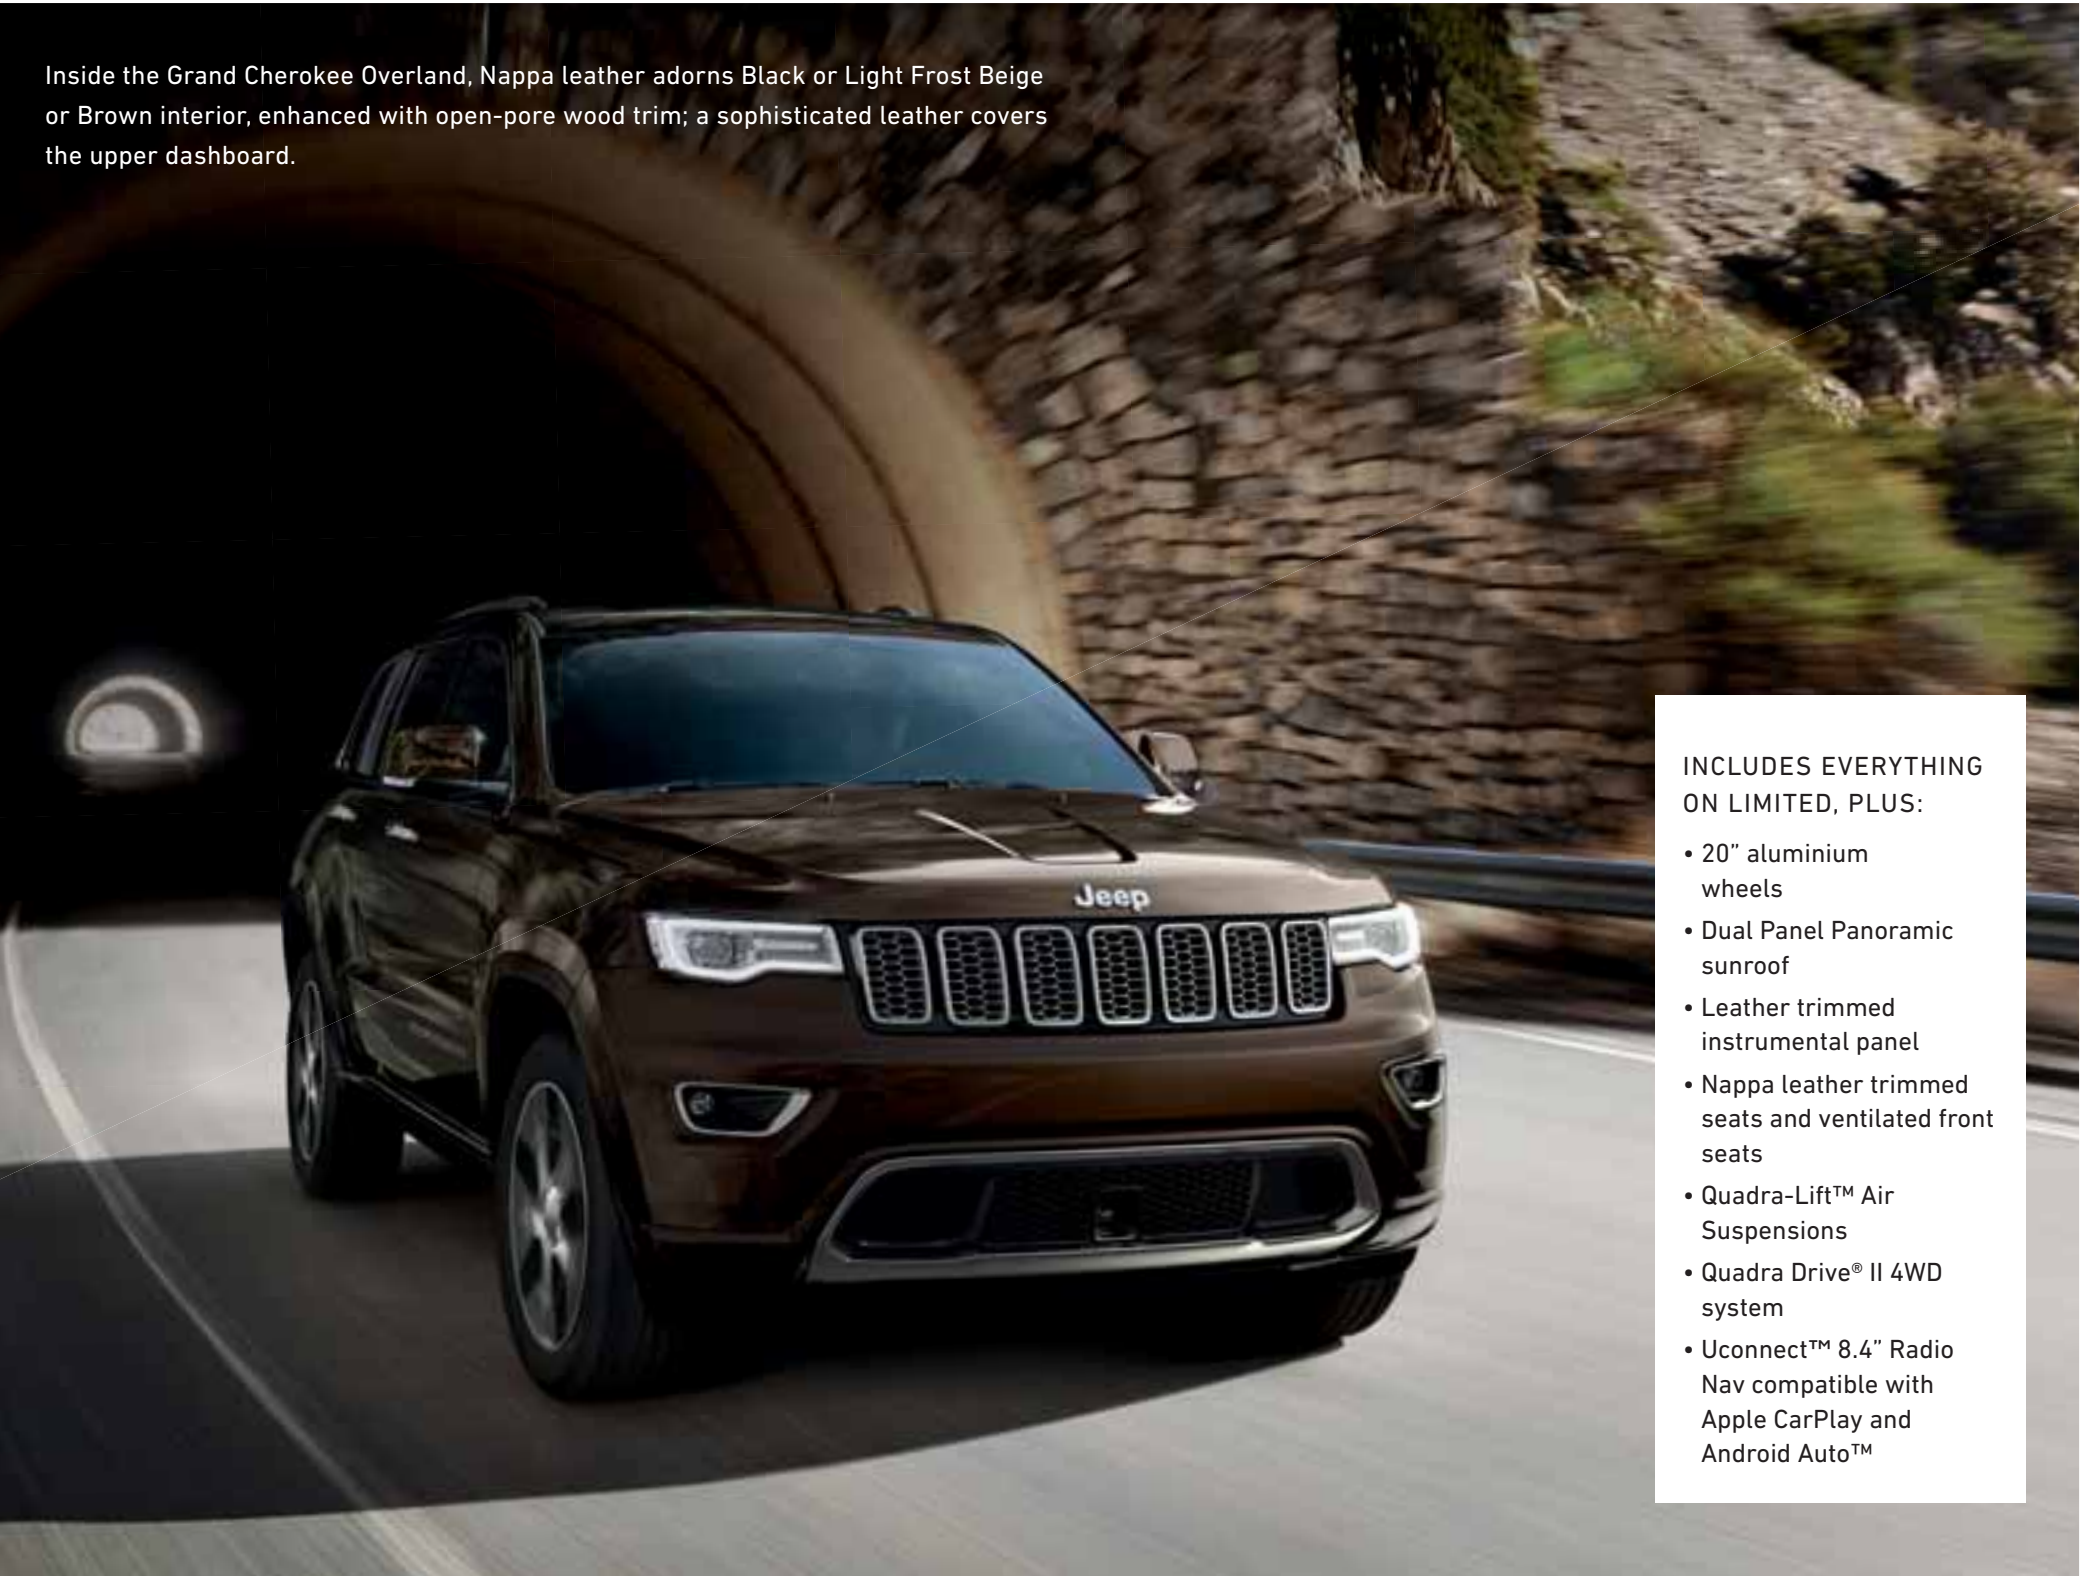 Inside the Grand Cherokee Overland, Nappa leather adorns Black or Light Frost Beige
or Brown interior, enhanced with open-pore wood trim; a sophisticated leather covers
the upper dashboard.
Jeep
INCLUDES EVERYTHING
ON LIMITED, PLUS:
• 20” aluminium
wheels
• Dual Panel Panoramic
sunroof
• Leather trimmed
instrumental panel
• Nappa leather trimmed
seats and ventilated front
seats
• Quadra-Lift™ Air
Suspensions
• Quadra Drive® II 4WD
system
• Uconnect™ 8.4” Radio
Nav compatible with
Apple CarPlay and
Android Auto™